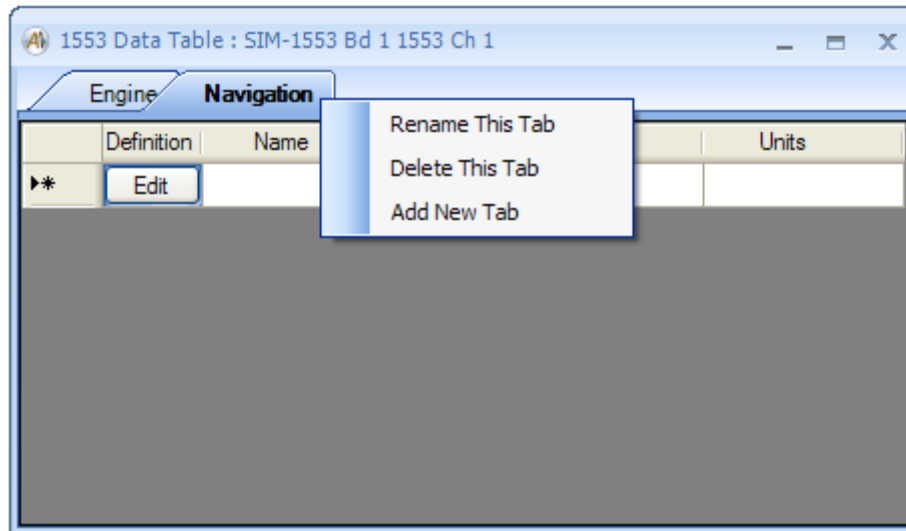 1553 Data Table : SIM-1553 Bd 1 1553 Ch 1
Engine Navigation
Definition Name Units
Edit
Rename This Tab
Delete This Tab
Add New Tab